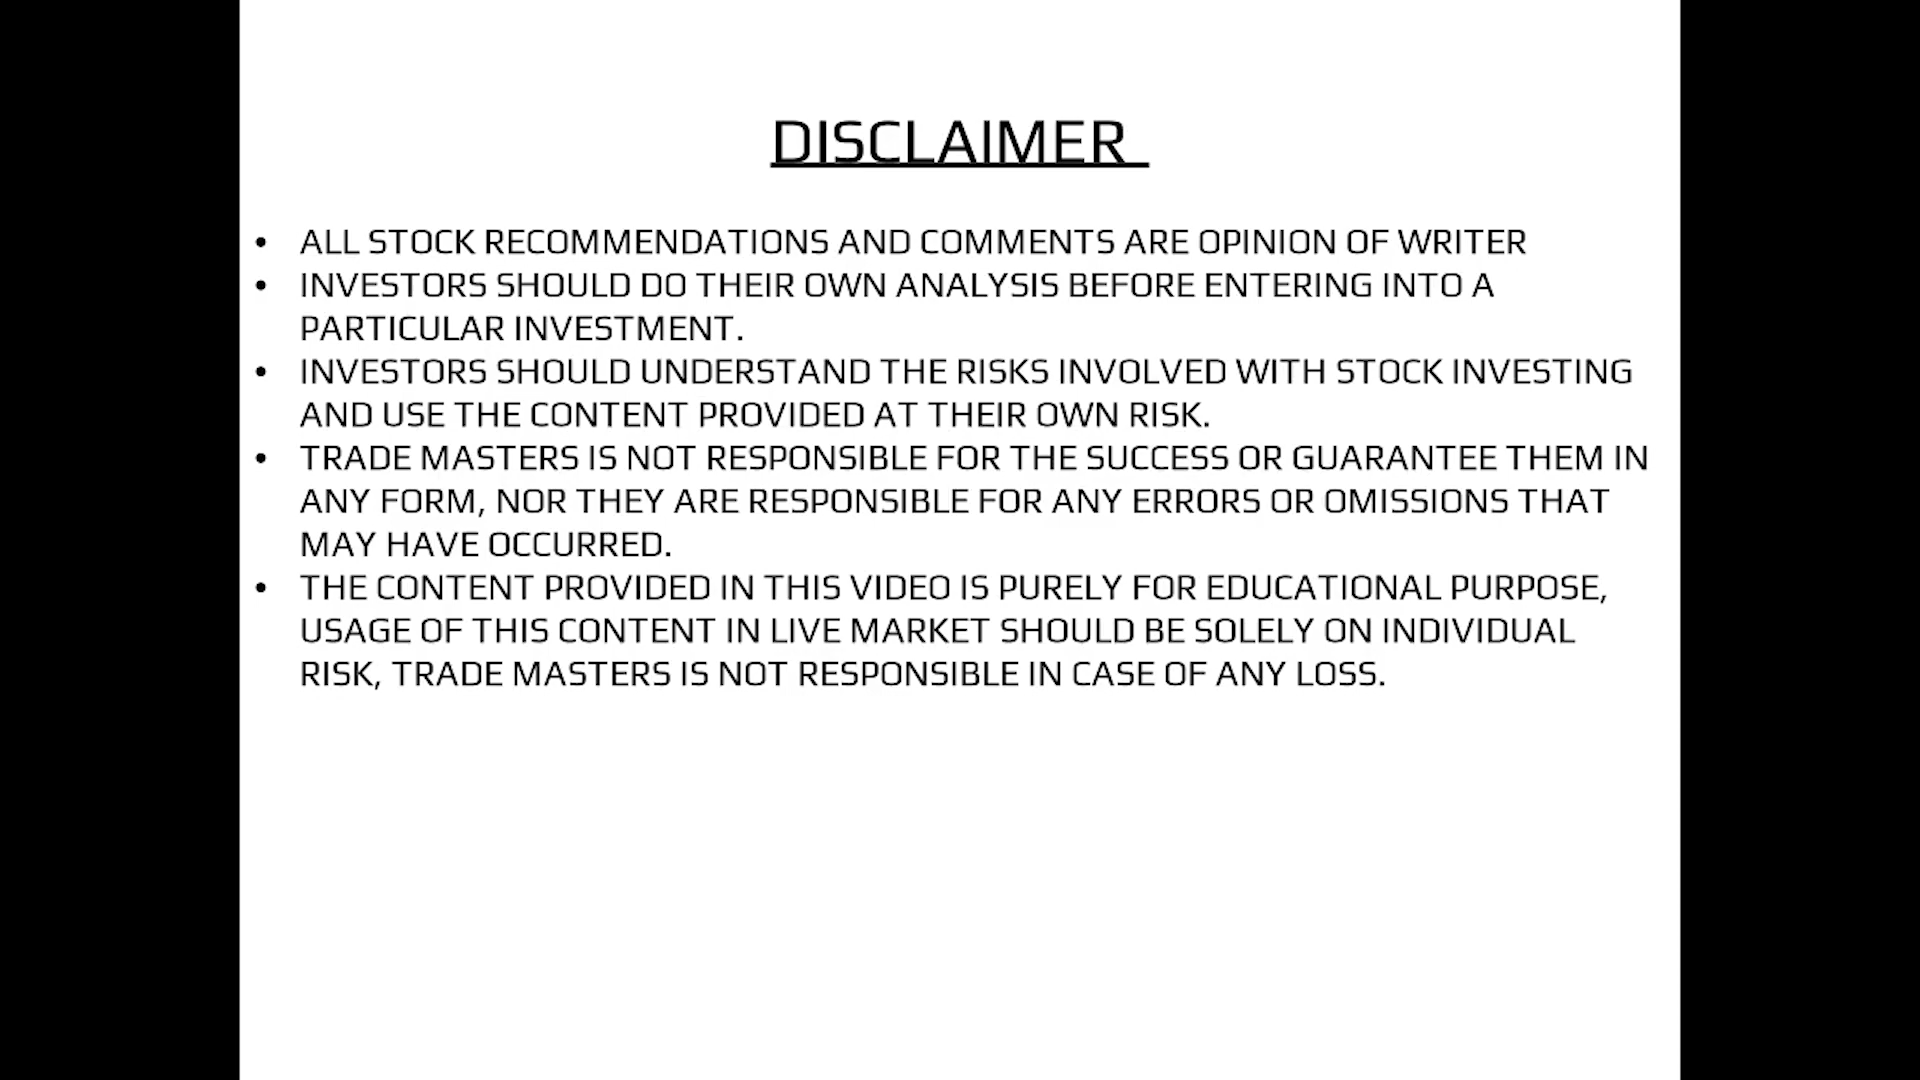 DISCLAIMER
• ALL STOCK RECOMMENDATIONS AND COMMENTS ARE OPINION OF WRITER
• INVESTORS SHOULD DO THEIR OWN ANALYSIS BEFORE ENTERING INTO A
PARTICULAR INVESTMENT.
• INVESTORS SHOULD UNDERSTAND THE RISKS INVOLVED WITH STOCK INVESTING
AND USE THE CONTENT PROVIDED AT THEIR OWN RISK.
• TRADE MASTERS IS NOT RESPONSIBLE FOR THE SUCCESS OR GUARANTEE THEM IN
ANY FORM, NOR THEY ARE RESPONSIBLE FOR ANY ERRORS OR OMISSIONS THAT
MAY HAVE OCCURRED.
• THE CONTENT PROVIDED IN THIS VIDEO IS PURELY FOR EDUCATIONAL PURPOSE,
USAGE OF THIS CONTENT IN LIVE MARKET SHOULD BE SOLELY ON INDIVIDUAL
RISK, TRADE MASTERS IS NOT RESPONSIBLE IN CASE OF ANY LOSS.